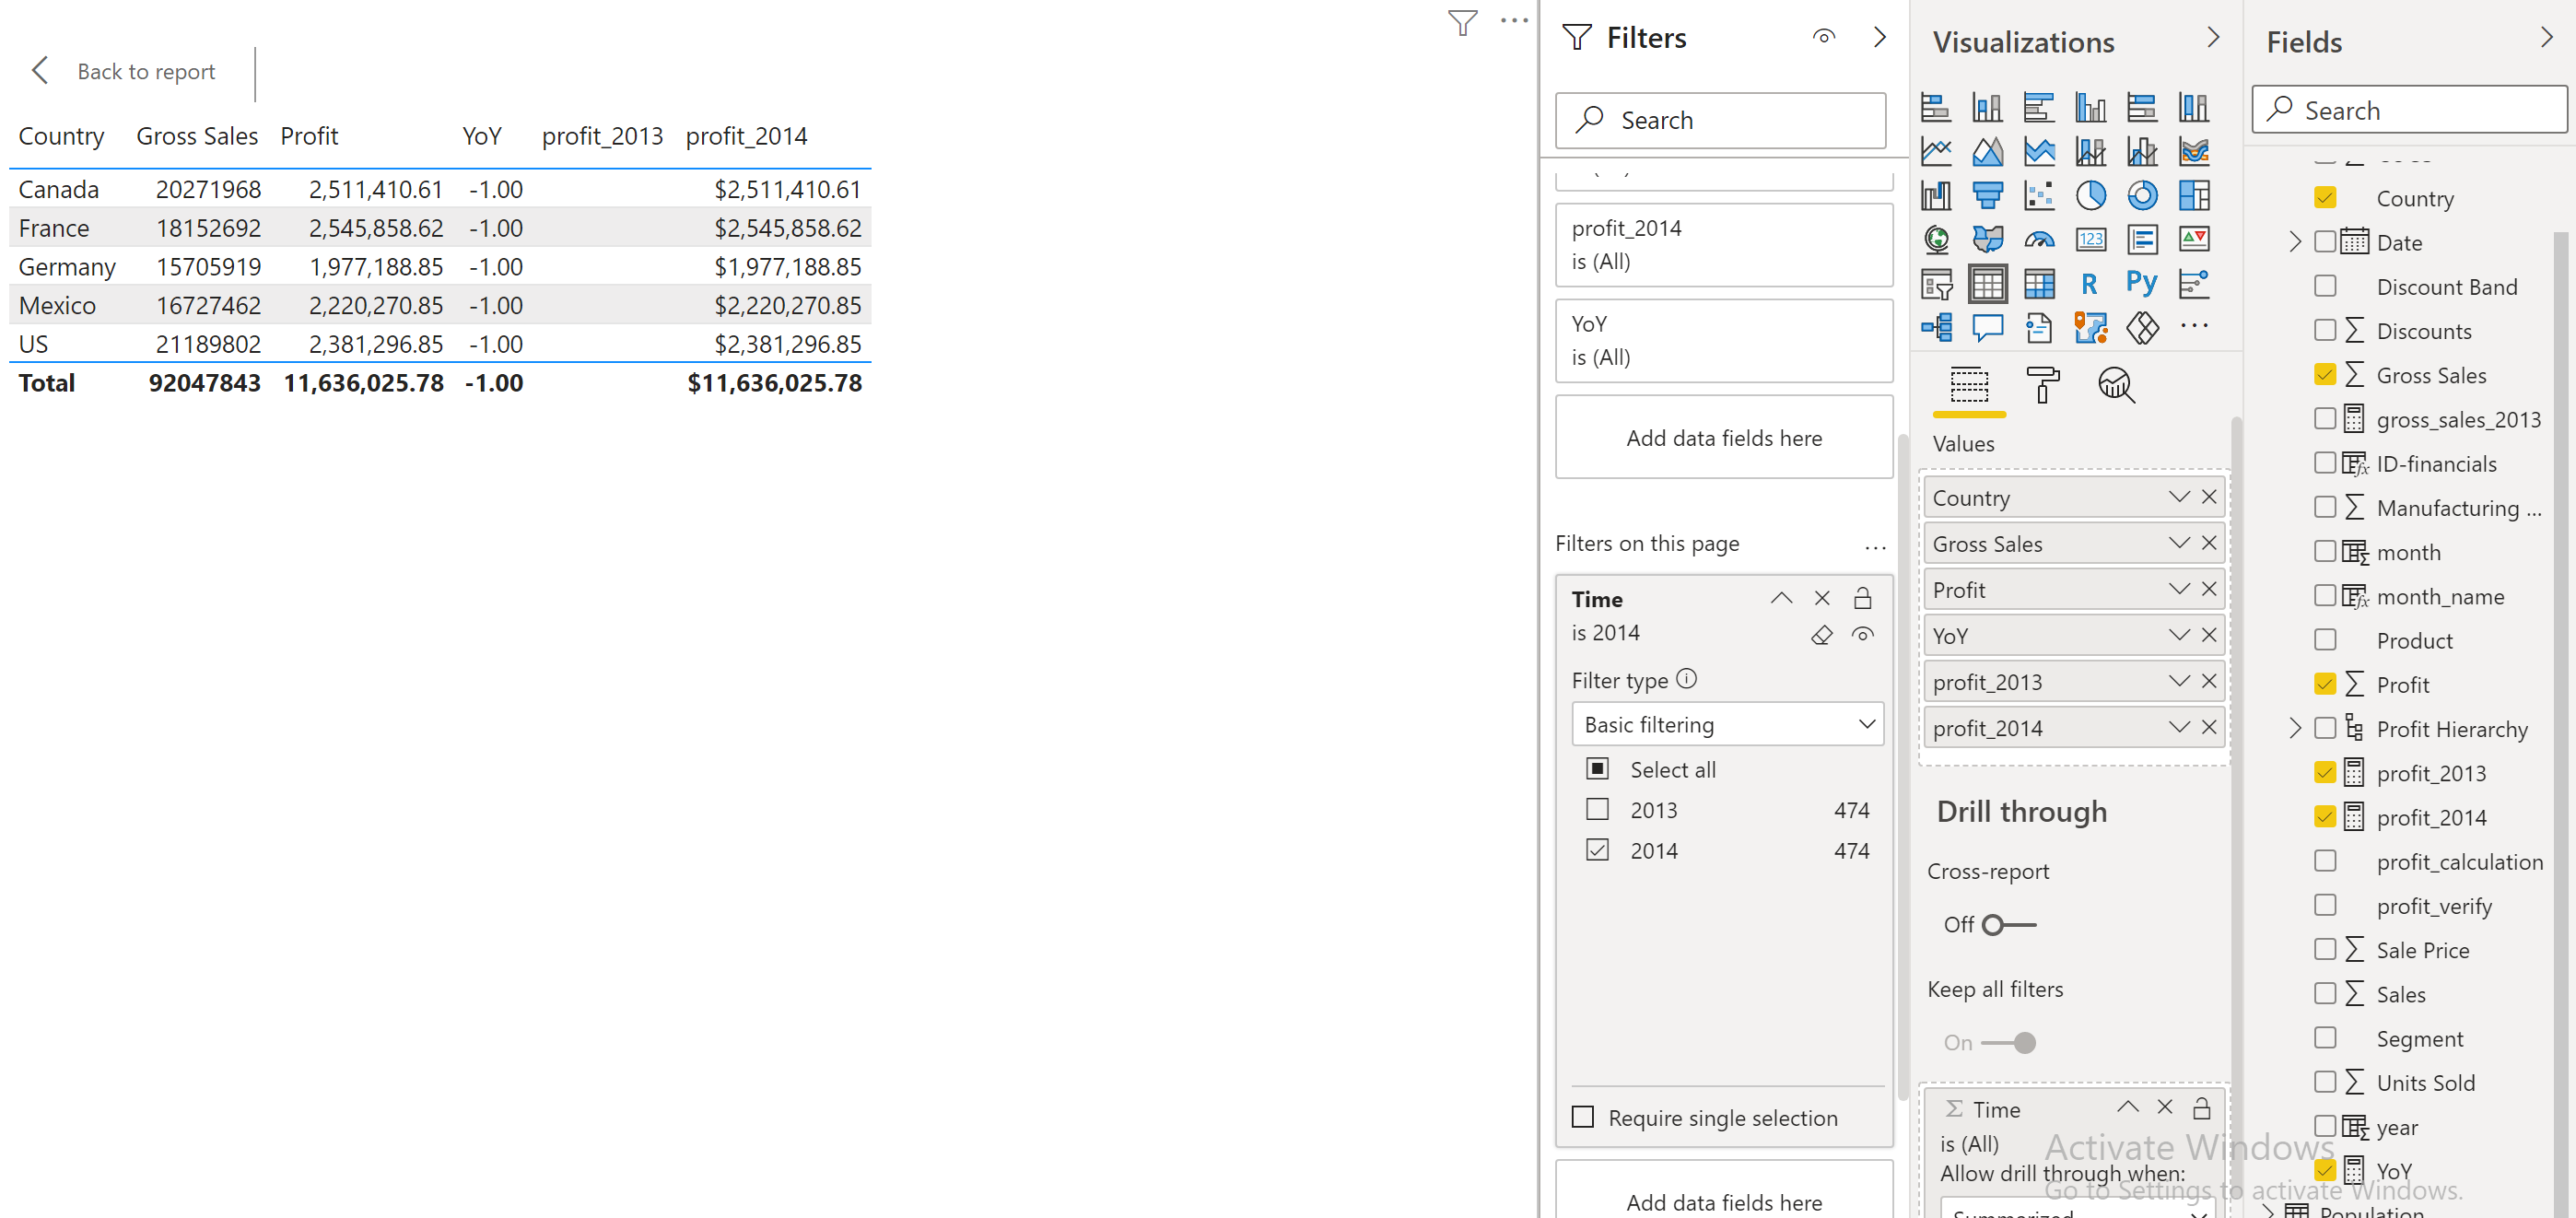 Back to report
Country Gross Sales Profit YoY profit_2013 profit_2014
Canada 20271968 2,511,410.61 -1.00 $2,511,410.61
France 18152692 2,545,858.62 -1.00 $2,545,858.62
Germany 15705919 1,977,188.85 -1.00 $1,977,188.85
Mexico 16727462 2,220,270.85 -1.00 $2,220,270.85
US 21189802 2,381,296.85 -1.00 $2,381,296.85
Total 92047843 11,636,025.78 -1.00 $11,636,025.78
Filters
Search
profit_2014
is (All)
YoY
is (All)
Add data fields here
Filters on this page
Time
is 2014
Filter type
Basic filtering
Select all
2013 474
2014 474
Require single selection
Add data fields here
Visualizations
123
R Py
Values
Country
Gross Sales
Profit
YoY
profit_2013
profit_2014
Drill through
Cross-report
Off
Keep all filters
On
Time
is (All)
Allow drill through when:
Summarized
Fields
Search
Country
Date
Discount Band
Discounts
Gross Sales
gross_sales_2013
ID-financials
Manufacturing ...
month
month_name
Product
Profit
Profit Hierarchy
profit_2013
profit_2014
profit_calculation
profit_verify
Sale Price
Sales
Segment
Units Sold
year
YoY
Population
Activate Windows
Go to Settings to activate Windows.